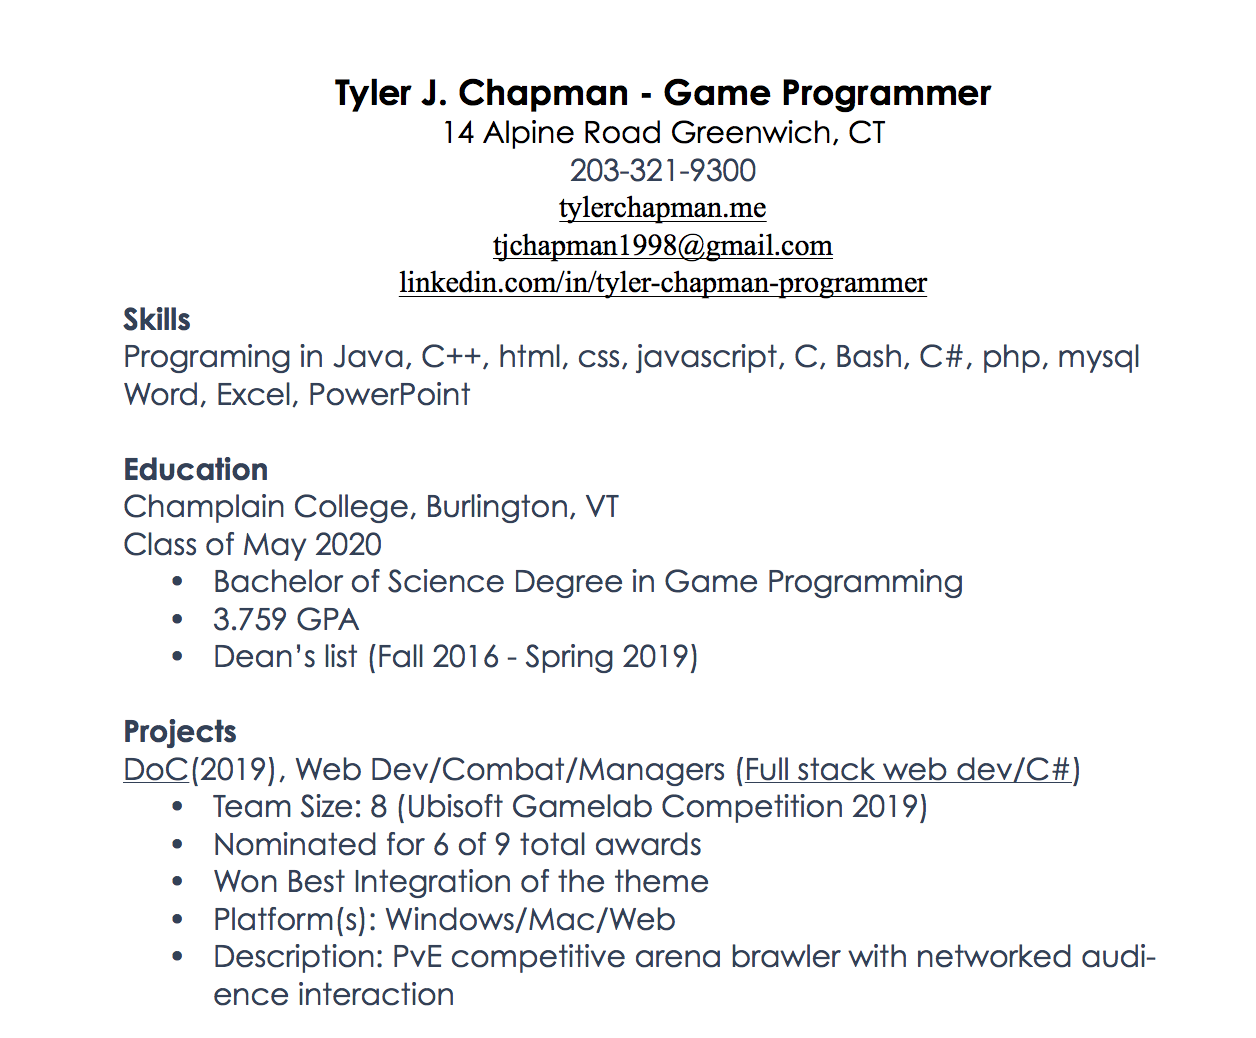 Tyler J. Chapman - Game Programmer
14 Alpine Road Greenwich, CT
203-321-9300
tylerchapman.me
tjchapman1998@gmail.com
linkedin.com/in/tyler-chapman-programmer
Skills
Programing in Java, C++, html, css, javascript, C, Bash, C#, php, mysql
Word, Excel, PowerPoint
Education
Champlain College, Burlington, VT
Class of May 2020
• Bachelor of Science Degree in Game Programming
• 3.759 GPA
• Dean’s list (Fall 2016 - Spring 2019)
Projects
DoC(2019), Web Dev/Combat/Managers (Full stack web dev/C#)
• Team Size: 8 (Ubisoft Gamelab Competition 2019)
• Nominated for 6 of 9 total awards
• Won Best Integration of the theme
• Platform(s): Windows/Mac/Web
• Description: PvE competitive arena brawler with networked audi-
ence interaction